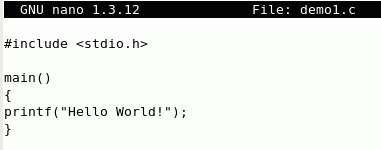 GNU nano 1.3.12 File: demo1.c
#include <stdio.h>
main()
{
printf("Hello World!");
}